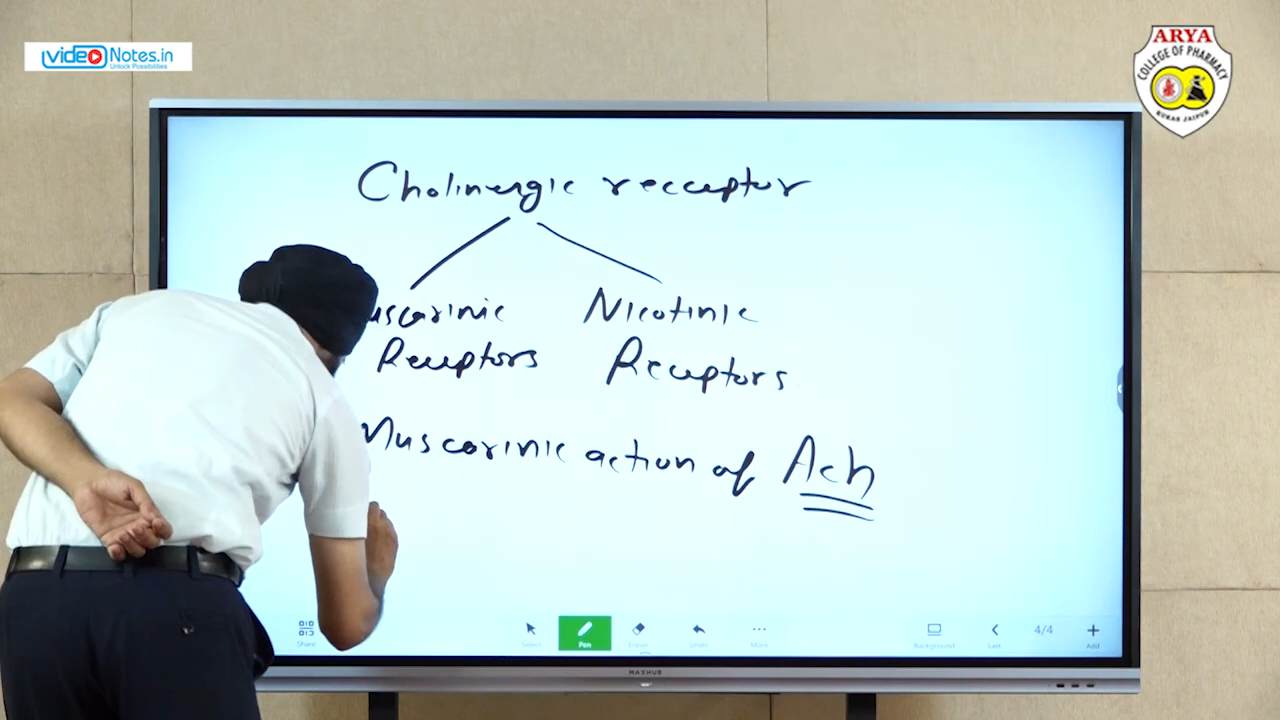 videoNotes.in
Unlock Possibilities
ARYA
COLLEGE OF PHARMACY
KUKAS JAIPUR
Cholinergic receptor
uscarinic Nicotinic
Receptors Receptors
Muscarinic action of Ach
Share
Select
Pen
Eraser
Undo
More
Background
Last
4/4
Add
MAXHUB